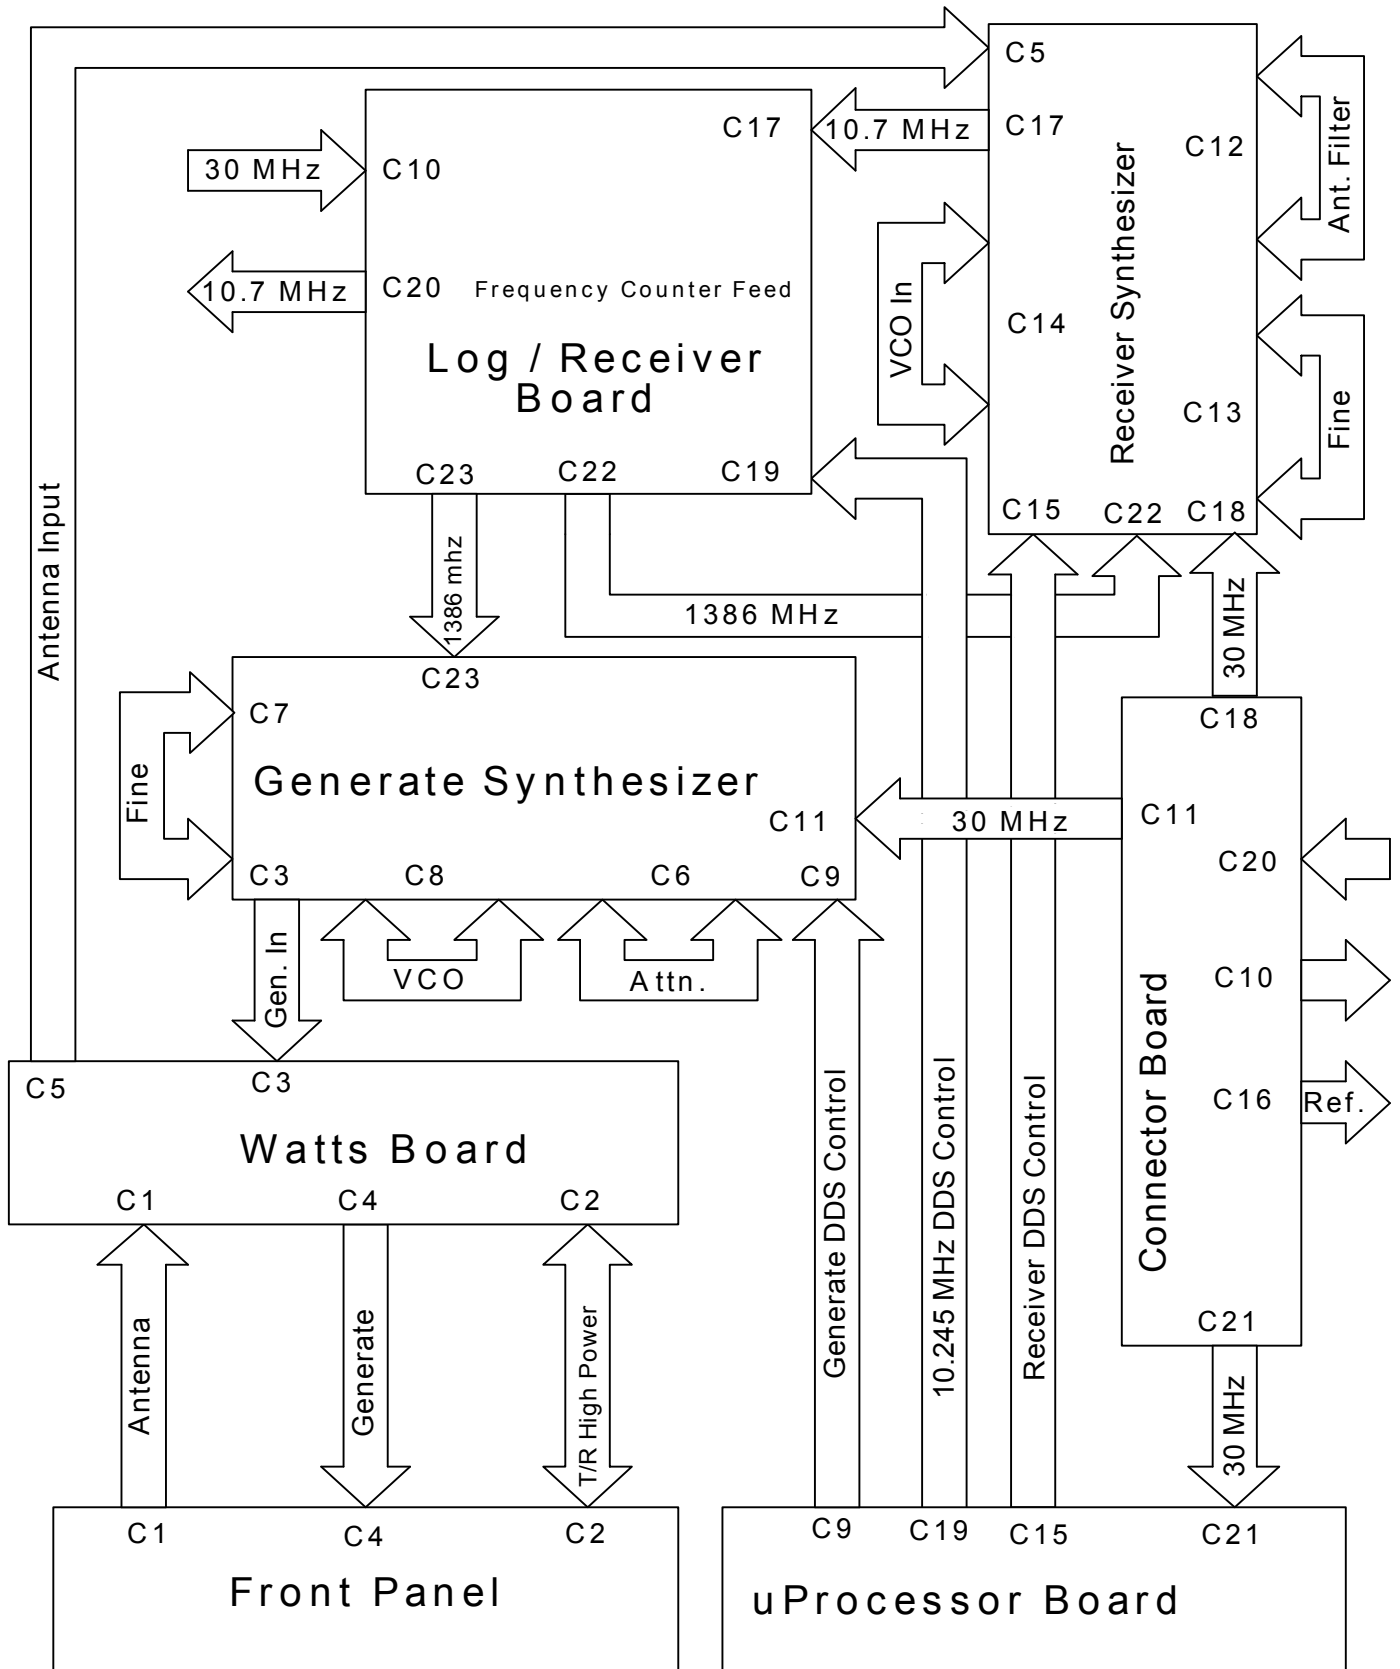 C5
C17
10.7 MHz
C17
C12
Ant. Filter
30 MHz
C10
Receiver Synthesizer
10.7 MHz
C20
Frequency Counter Feed
VCO In
C14
Log / Receiver
Board
C13
Fine
C23
C22
C19
C15
C22
C18
Antenna Input
1386 mhz
1386 MHz
30 MHz
C23
C7
C18
Fine
Generate Synthesizer
C11
30 MHz
C11
C20
C3
C8
C6
C9
Gen. In
VCO
Attn.
C10
Connector Board
C5
C3
C16
Ref.
Watts Board
C1
C4
C2
Generate DDS Control
10.245 MHz DDS Control
Receiver DDS Control
C21
Antenna
Generate
T/R High Power
30 MHz
C1
C4
C2
C9
C19
C15
C21
Front Panel
uProcessor Board